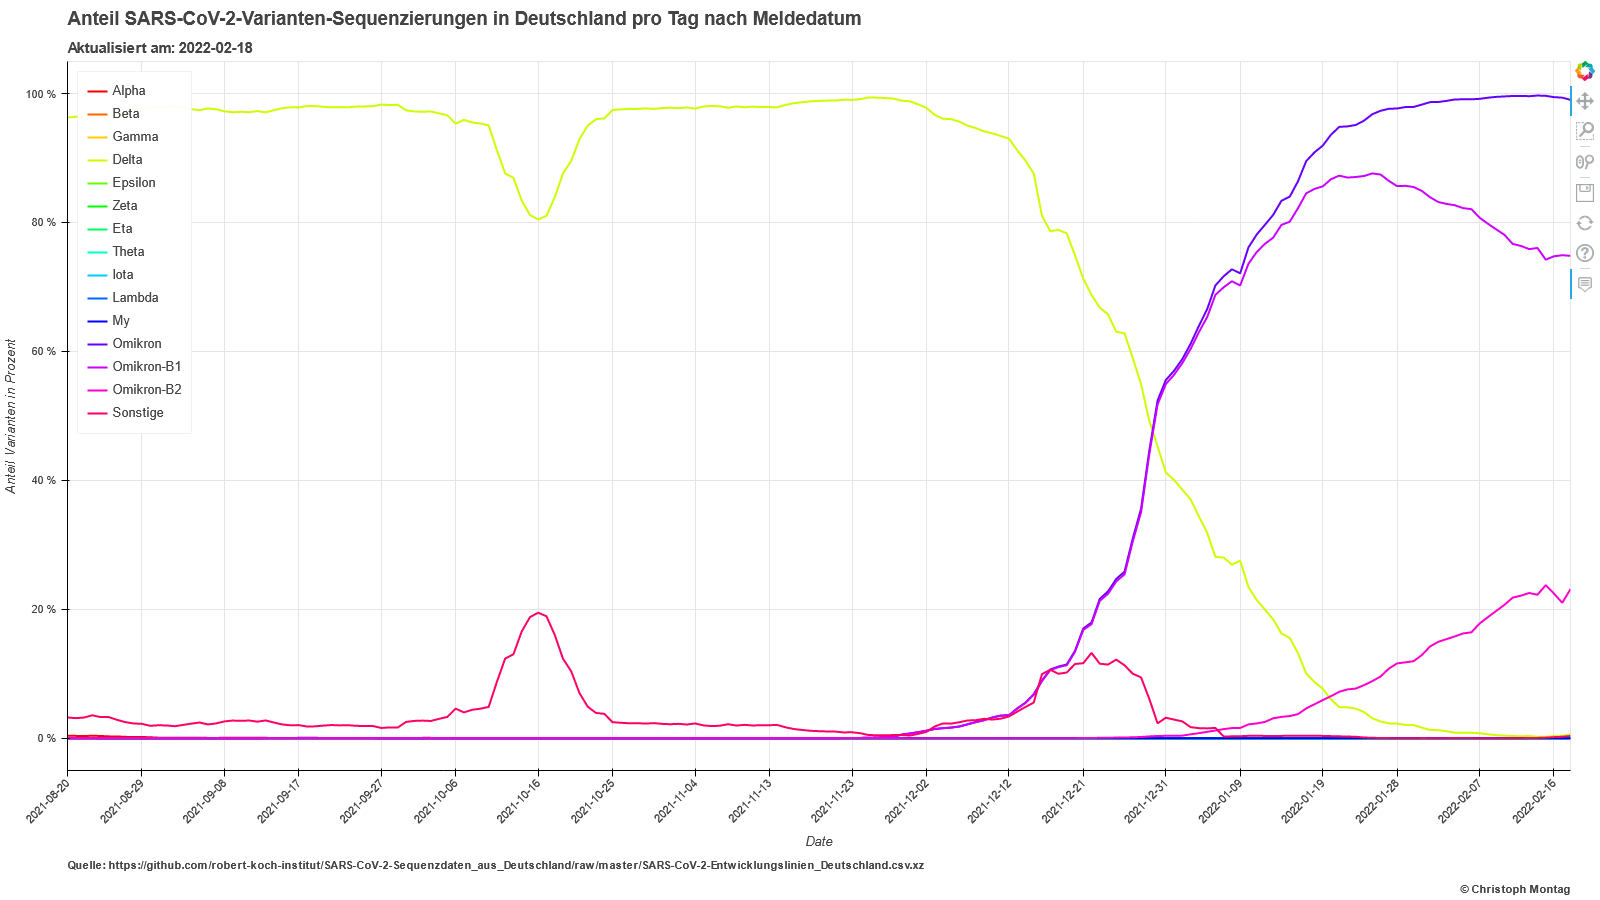 Anteil SARS-CoV-2-Varianten-Sequenzierungen in Deutschland pro Tag nach Meldedatum
Aktualisiert am: 2022-02-18
Alpha
Beta
Gamma
Delta
Epsilon
Zeta
Eta
Theta
Iota
Lambda
My
Omikron
Omikron-B1
Omikron-B2
Sonstige
100 %
80 %
60 %
40 %
20 %
0 %
Anteil Varianten in Prozent
2021-08-20
2021-08-29
2021-09-08
2021-09-17
2021-09-27
2021-10-06
2021-10-16
2021-10-25
2021-11-04
2021-11-13
2021-11-23
2021-12-02
2021-12-12
2021-12-21
2021-12-31
2022-01-09
2022-01-19
2022-01-28
2022-02-07
2022-02-16
Date
Quelle: https://github.com/robert-koch-institut/SARS-CoV-2-Sequenzdaten_aus_Deutschland/raw/master/SARS-CoV-2-Entwicklungslinien_Deutschland.csv.xz
© Christoph Montag